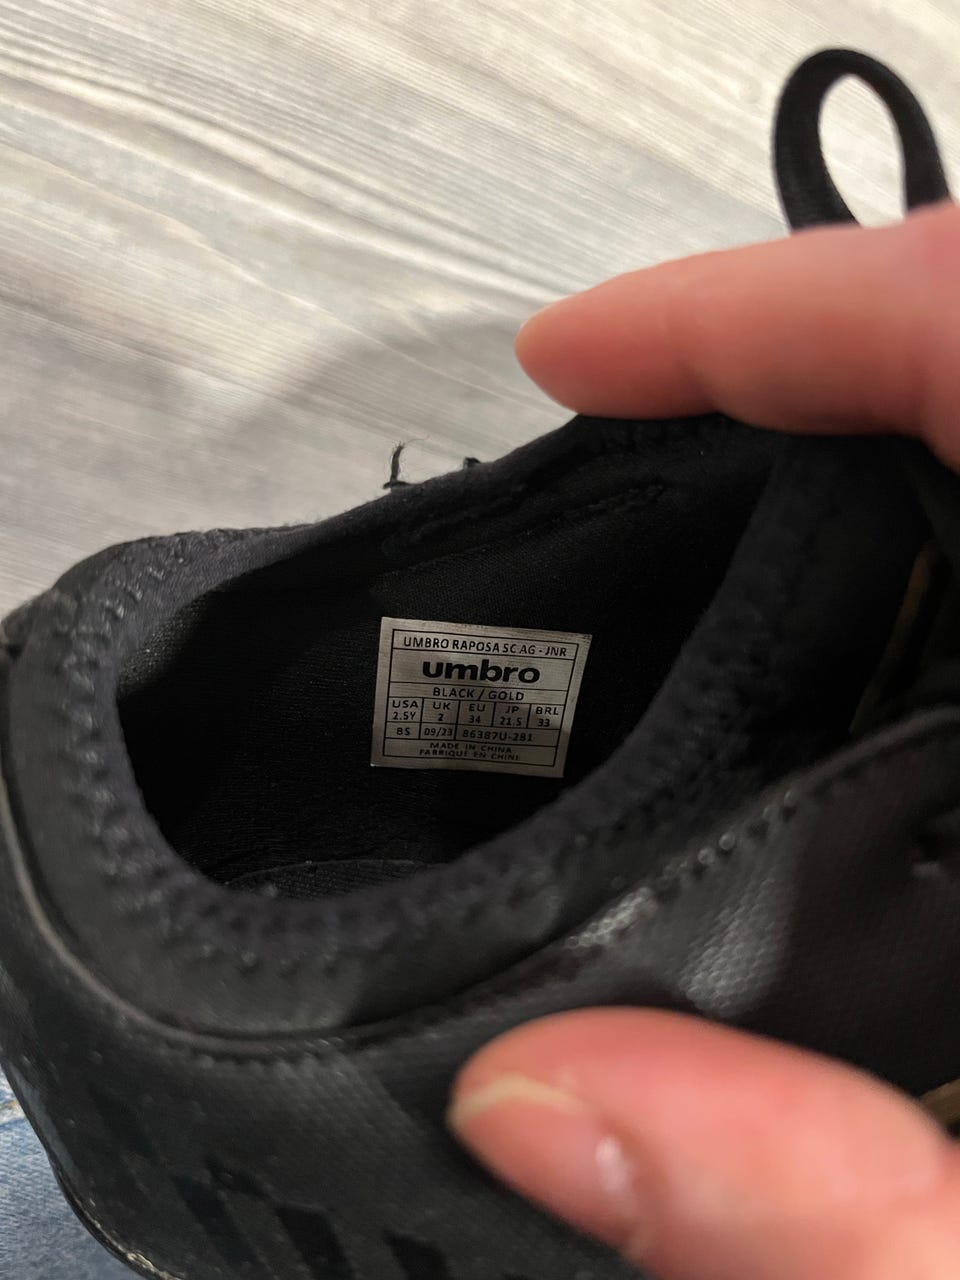 UMBRO RAPOSA SC AG - JNR
umbro
BLACK / GOLD
USA UK EU JP BRL
2.5Y 2 34 21.5 33
BS 09/23 86387U-281
MADE IN CHINA
FABRIQUÉ EN CHINE